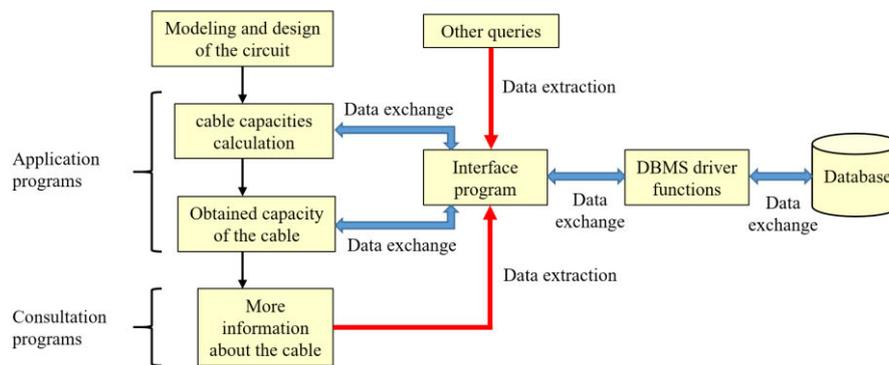 Modeling and design
of the circuit
Other queries
Data extraction
Data exchange
cable capacities
calculation
Application
programs
Interface
program
DBMS driver
functions
Database
Data
exchange
Data
exchange
Obtained capacity
of the cable
Data exchange
Data extraction
Consultation
programs
More
information
about the cable